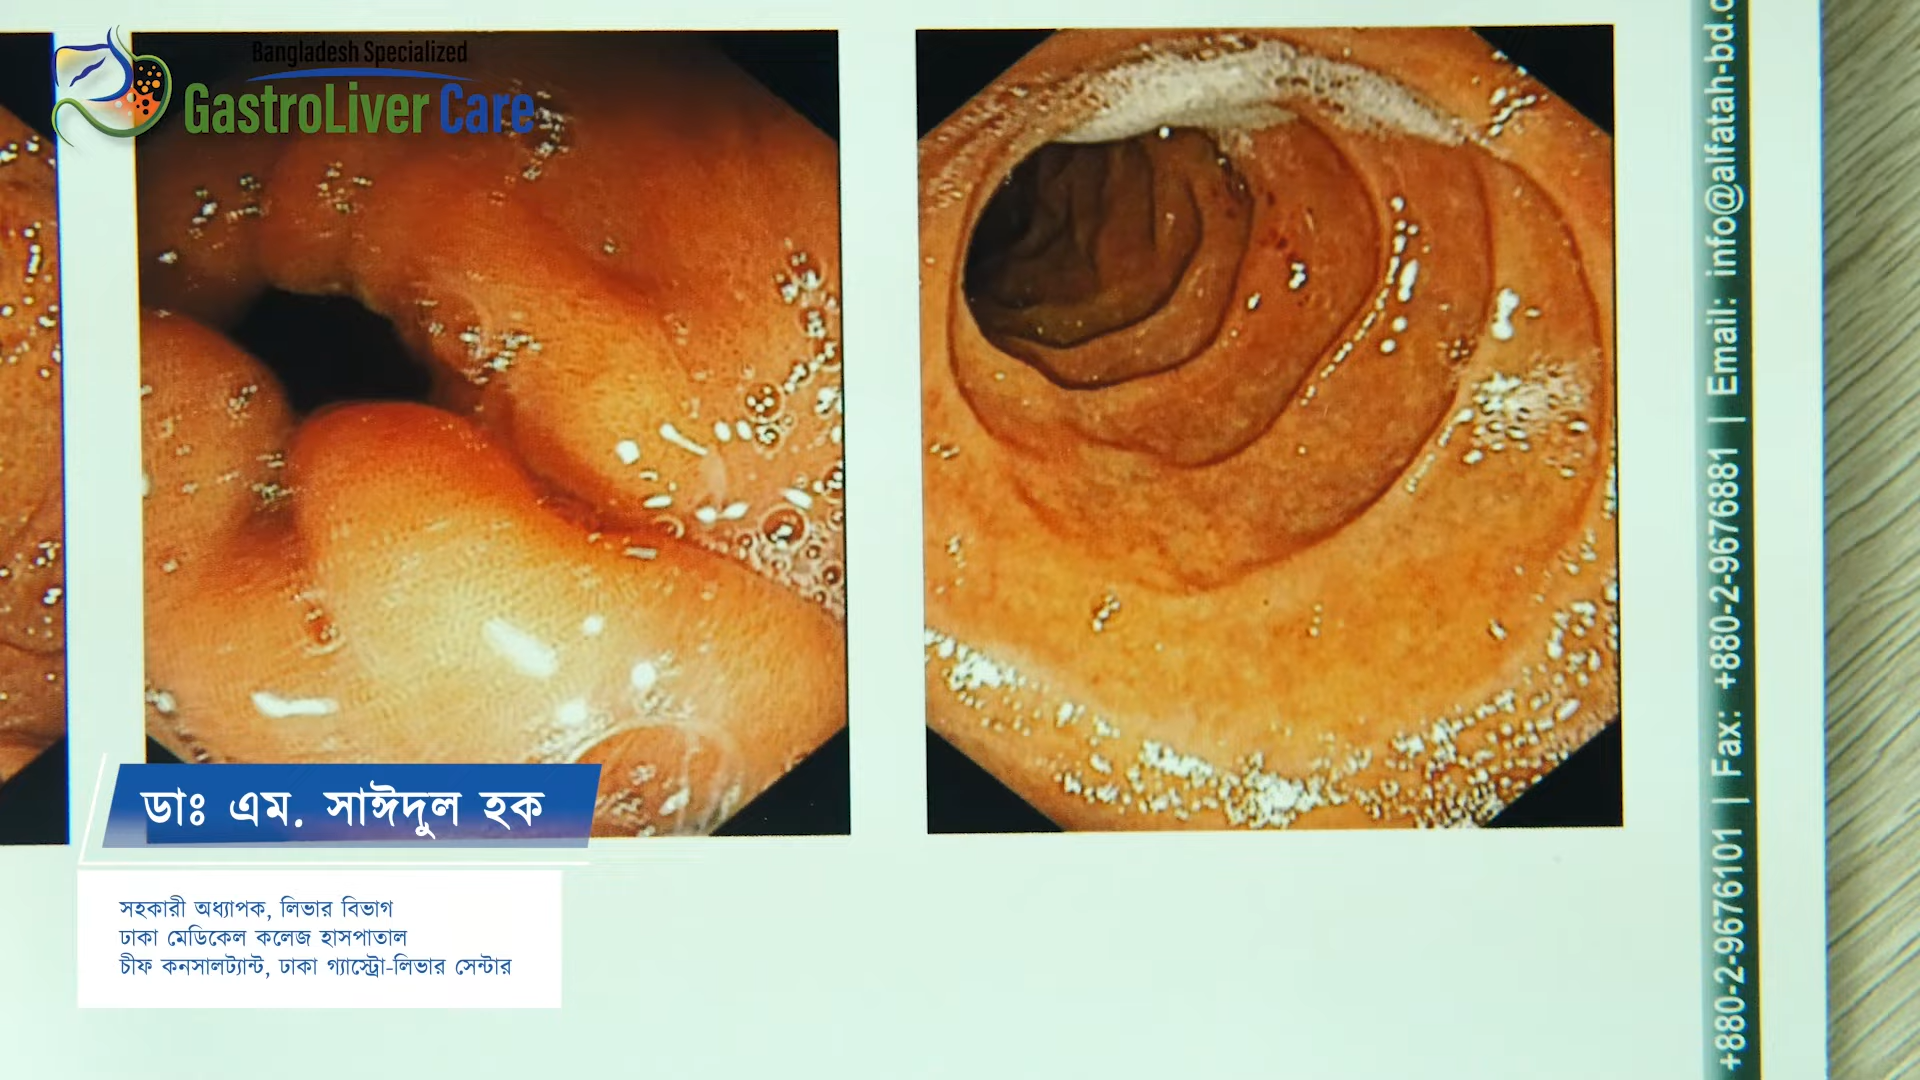 Bangladesh Specialized
GastroLiver Care
ডাঃ এম. সাঈদুল হক
সহকারী অধ্যাপক, লিভার বিভাগ
ঢাকা মেডিকেল কলেজ হাসপাতাল
চীফ কনসালট্যান্ট, ঢাকা গ্যাস্ট্রো-লিভার সেন্টার
+880-2-9676101 | Fax: +880-2-9676881 | Email: info@alfatah-bd.c